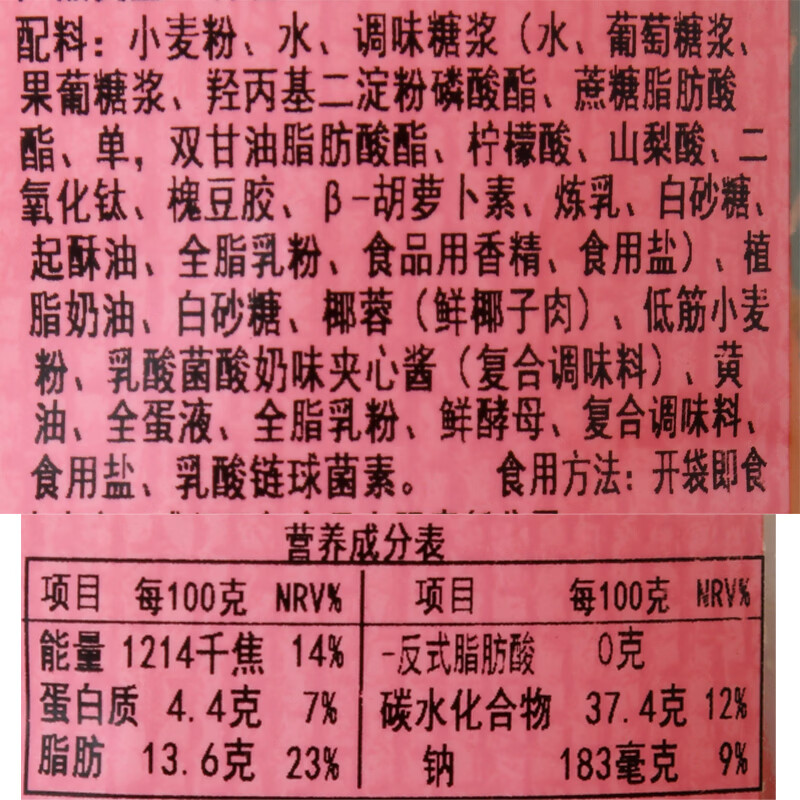 配料：小麦粉、水、调味糖浆（水、葡萄糖浆、
果葡糖浆、羟丙基二淀粉磷酸酯、蔗糖脂肪酸
酯、单，双甘油脂肪酸酯、柠檬酸、山梨酸、二
氧化钛、槐豆胶、β-胡萝卜素、炼乳、白砂糖、
起酥油、全脂乳粉、食品用香精、食用盐）、植
脂奶油、白砂糖、椰蓉（鲜椰子肉）、低筋小麦
粉、乳酸菌酸奶味夹心酱（复合调味料）、黄
油、全蛋液、全脂乳粉、鲜酵母、复合调味料、
食用盐、乳酸链球菌素。 食用方法：开袋即食
营养成分表
项目 每100克 NRV% 项目 每100克 NRV%
能量 1214千焦 14% -反式脂肪酸 0克
蛋白质 4.4克 7% 碳水化合物 37.4克 12%
脂肪 13.6克 23% 钠 183毫克 9%